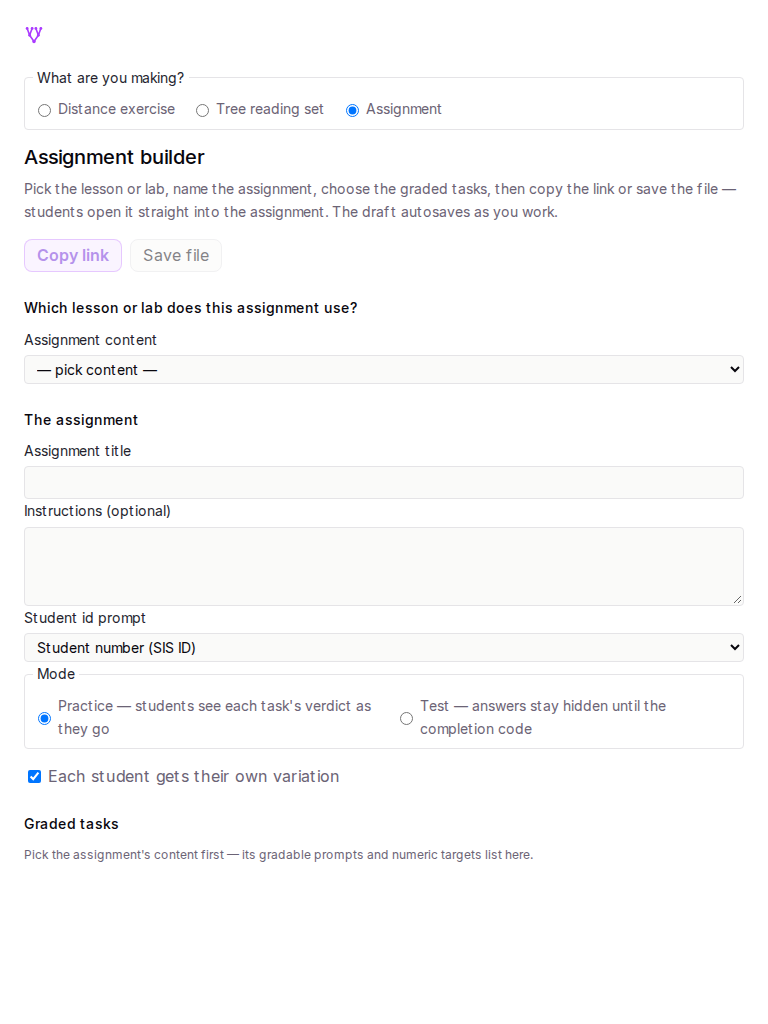 What are you making?
Distance exercise
Tree reading set
Assignment
Assignment builder
Pick the lesson or lab, name the assignment, choose the graded tasks, then copy the link or save the file —
students open it straight into the assignment. The draft autosaves as you work.
Copy link
Save file
Which lesson or lab does this assignment use?
Assignment content
— pick content —
The assignment
Assignment title
Instructions (optional)
Student id prompt
Student number (SIS ID)
Mode
Practice — students see each task's verdict as
they go
Test — answers stay hidden until the
completion code
Each student gets their own variation
Graded tasks
Pick the assignment's content first — its gradable prompts and numeric targets list here.